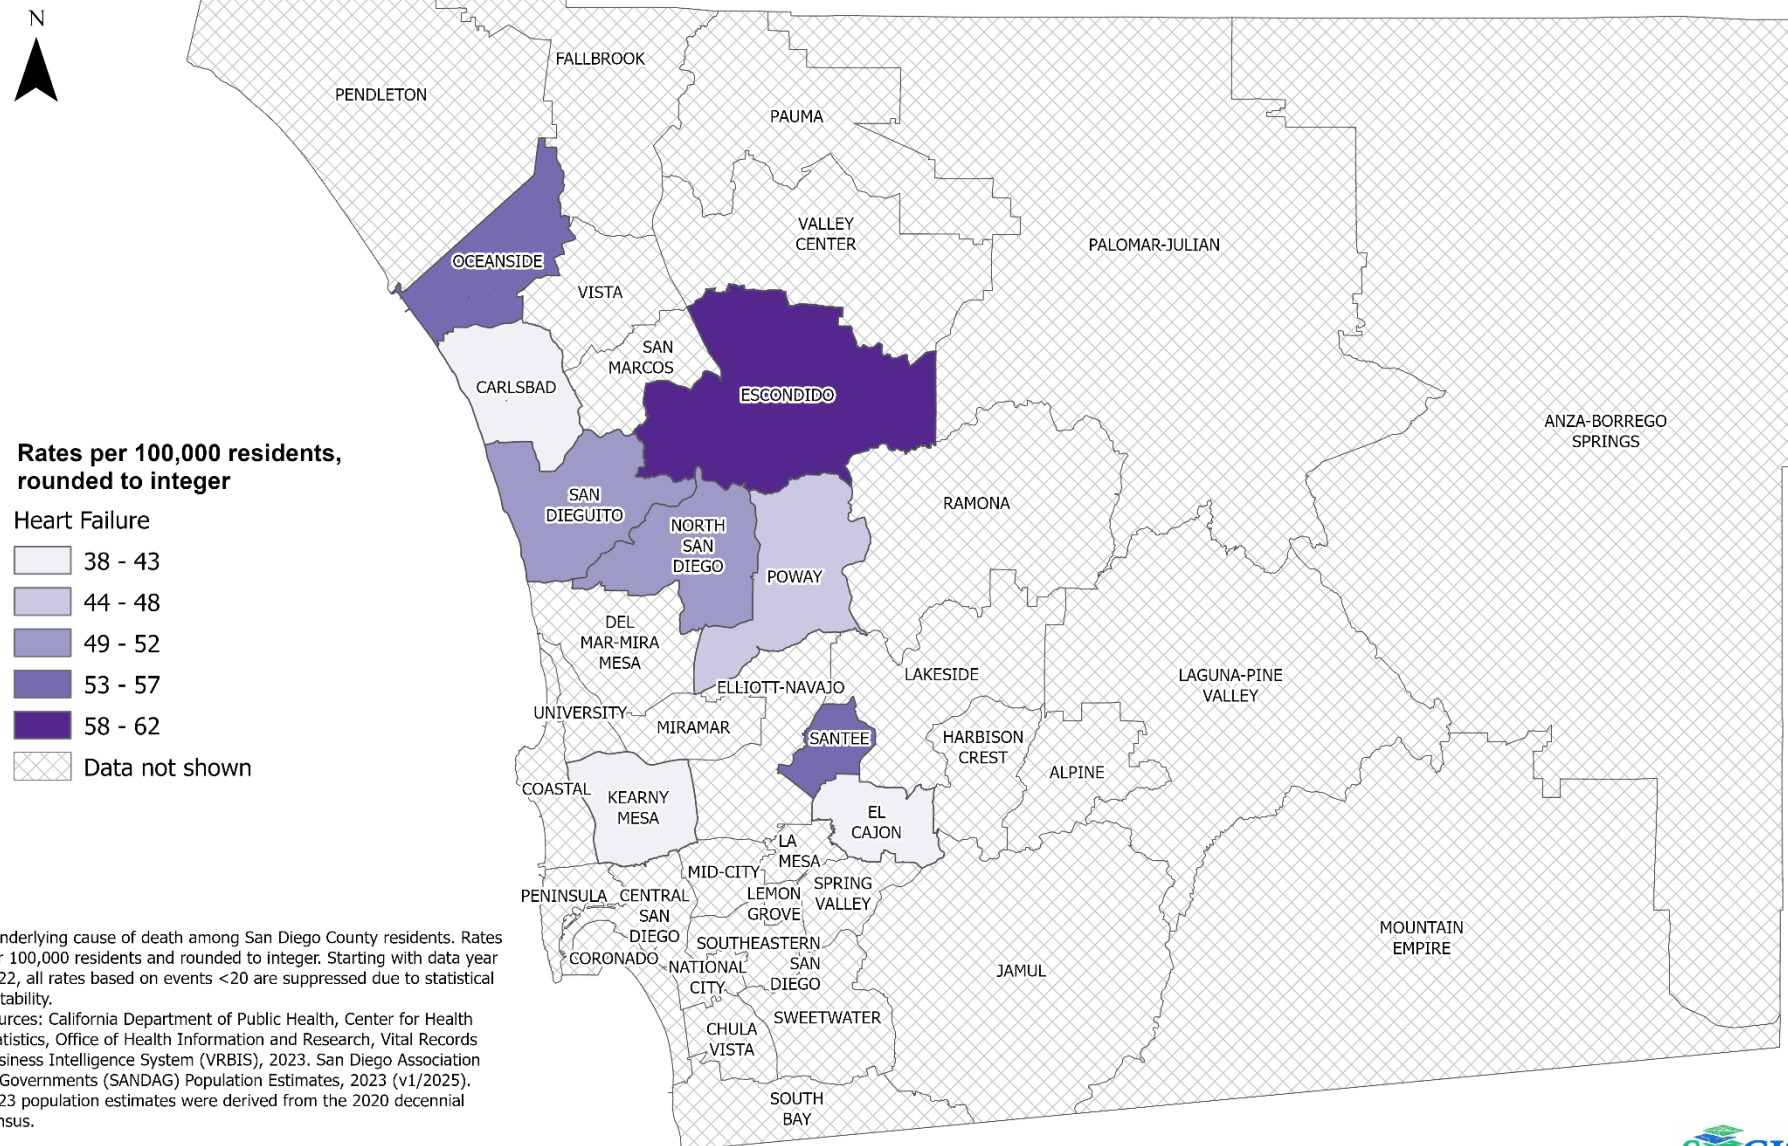 N
FALLBROOK
PENDLETON
PAUMA
VALLEY
CENTER
PALOMAR-JULIAN
OCEANSIDE
VISTA
SAN
MARCOS
CARLSBAD
ESCONDIDO
ANZA-BORREGO
SPRINGS
Rates per 100,000 residents,
rounded to integer
Heart Failure
38 - 43
44 - 48
49 - 52
53 - 57
58 - 62
Data not shown
SAN
DIEGUITO
NORTH
SAN
DIEGO
POWAY
RAMONA
DEL
MAR-MIRA
MESA
ELLIOTT-NAVAJO
LAKESIDE
LAGUNA-PINE
VALLEY
UNIVERSITY
MIRAMAR
SANTEE
HARBISON
CREST
ALPINE
COASTAL
KEARNY
MESA
EL
CAJON
LA
MESA
MID-CITY
SPRING
VALLEY
LEMON
GROVE
PENINSULA
CENTRAL
SAN
DIEGO
CORONADO
SOUTHEASTERN
SAN
DIEGO
NATIONAL
CITY
JAMUL
MOUNTAIN
EMPIRE
SWEETWATER
CHULA
VISTA
SOUTH
BAY
nderlying cause of death among San Diego County residents. Rates
r 100,000 residents and rounded to integer. Starting with data year
22, all rates based on events <20 are suppressed due to statistical
tability.
urces: California Department of Public Health, Center for Health
atistics, Office of Health Information and Research, Vital Records
siness Intelligence System (VRBIS), 2023. San Diego Association
Governments (SANDAG) Population Estimates, 2023 (v1/2025).
23 population estimates were derived from the 2020 decennial
nsus.